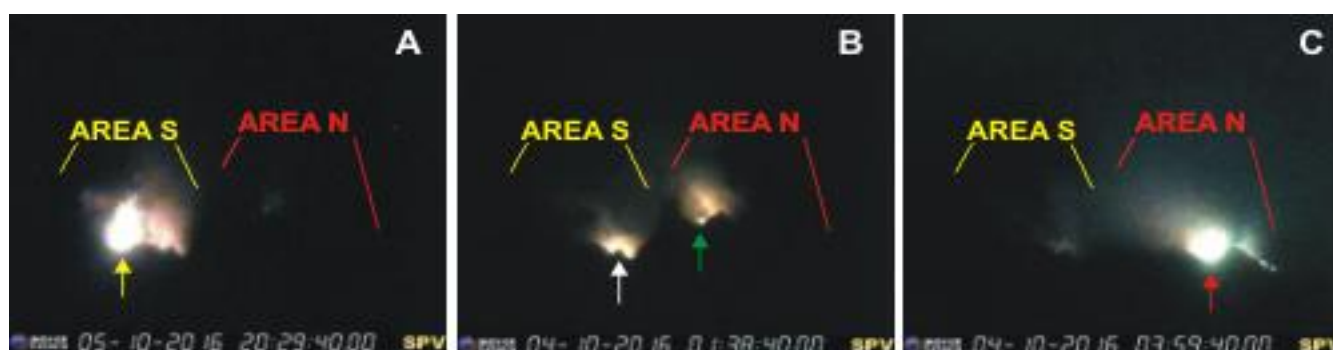 A
AREA S
AREA N
05-10-2016 20:29:40.00 SPV
B
AREA S
AREA N
04-10-2016 01:38:40.00 SPV
C
AREA S
AREA N
04-10-2016 03:59:40.00 SPV